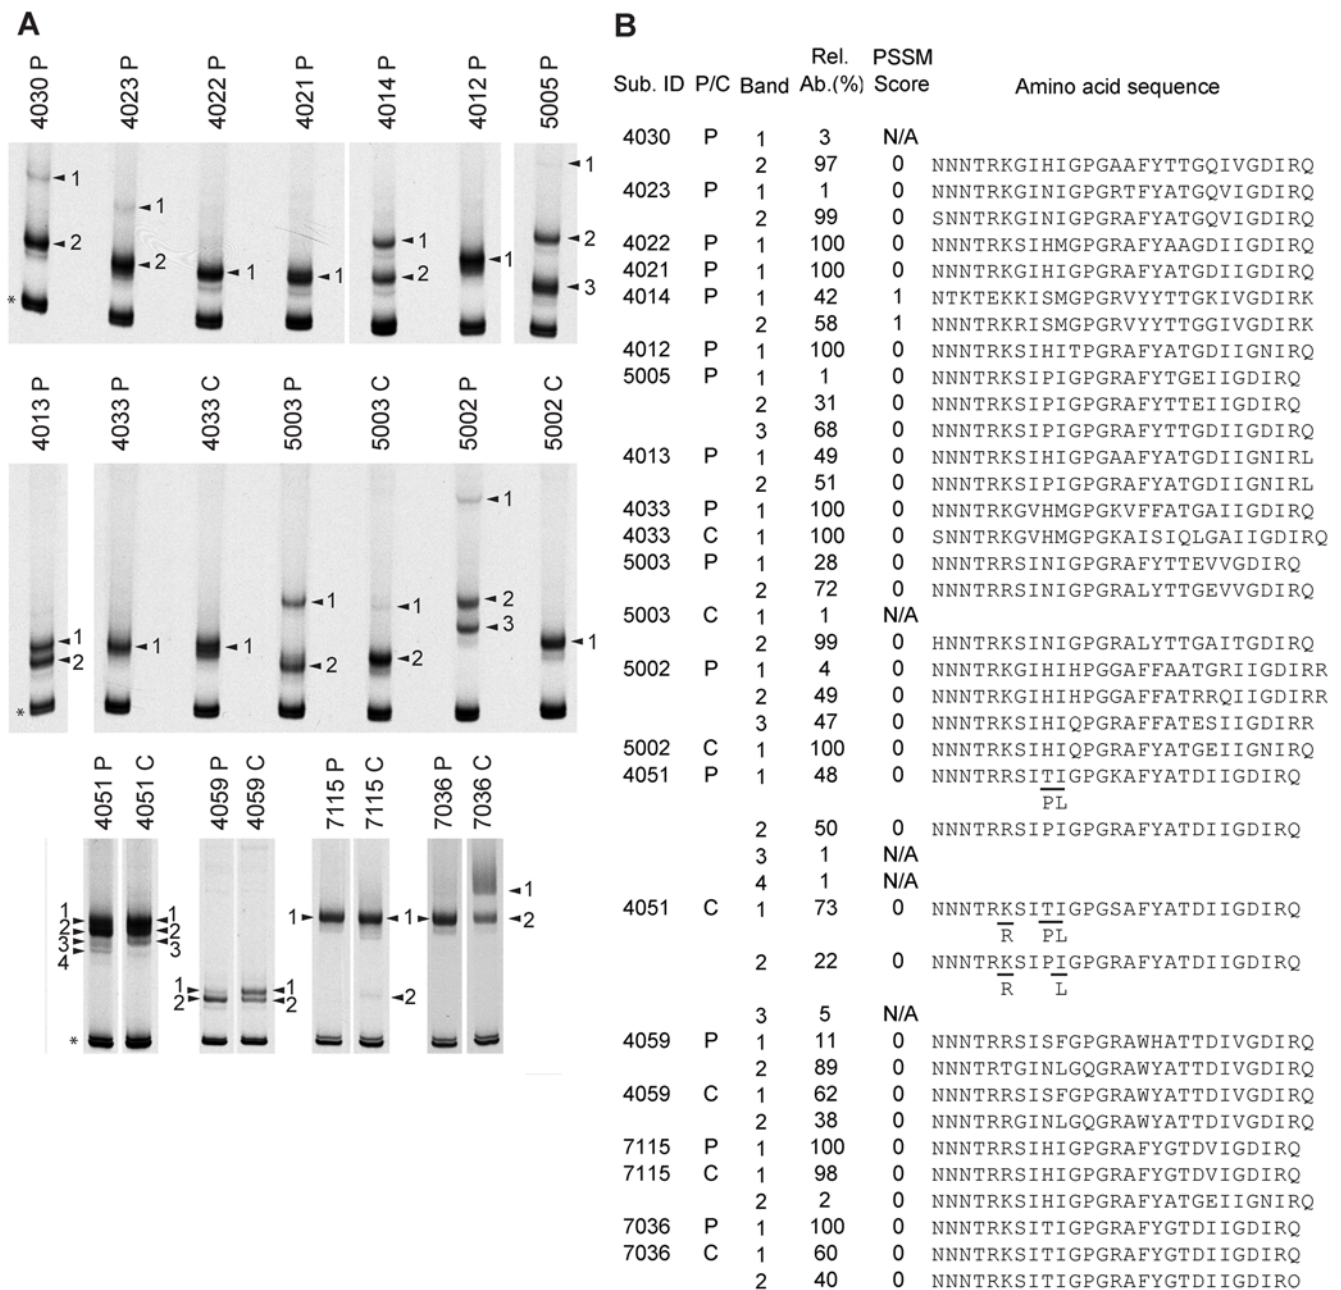 A
4030 P
4023 P
4022 P
4021 P
4014 P
4012 P
5005 P
1
2
1
2
1
1
1
2
1
1
2
3
*
4013 P
4033 P
4033 C
5003 P
5003 C
5002 P
5002 C
1
2
1
1
1
2
1
2
1
2
3
1
*
4051 P
4051 C
4059 P
4059 C
7115 P
7115 C
7036 P
7036 C
1
2
3
4
1
2
3
1
2
1
2
1
1
2
1
2
*
B
Rel. PSSM
Sub. ID P/C Band Ab.(%) Score Amino acid sequence
4030 P 1 3 N/A
2 97 0 NNNTRKGIHIGPGAAFYTTGQIVGDIRQ
4023 P 1 1 0 NNNTRKGINIGPGRTFYATGQVIGDIRQ
2 99 0 SNNTRKGINIGPGRAFYATGQVIGDIRQ
4022 P 1 100 0 NNNTRKSIHMGPGRAFYAAGDIIGDIRQ
4021 P 1 100 0 NNNTRKGIHIGPGRAFYATGDIIGDIRQ
4014 P 1 42 1 NTKTEKKISMGPGRVYYTTGKIVGDIRK
2 58 1 NNNTRKRISMGPGRVYYTTGGIVGDIRK
4012 P 1 100 0 NNNTRKSIHITPGRAFYATGDIIGNIRQ
5005 P 1 1 0 NNNTRKSIPIGPGRAFYTGEIIGDIRQ
2 31 0 NNNTRKSIPIGPGRAFYTTEIIGDIRQ
3 68 0 NNNTRKSIPIGPGRAFYTTGDIIGDIRQ
4013 P 1 49 0 NNNTRKSIHIGPGAAFYATGDIIGNIRL
2 51 0 NNNTRKSIPIGPGRAFYATGDIIGNIRL
4033 P 1 100 0 NNNTRKGVHMGPGKVFFATGAIIGDIRQ
4033 C 1 100 0 SNNTRKGVHMGPGKAISIQLGAIIGDIRQ
5003 P 1 28 0 NNNTRRSINIGPGRAFYTTEVVGDIRQ
2 72 0 NNNTRRSINIGPGRALYTTGEVVGDIRQ
5003 C 1 1 N/A
2 99 0 HNNTRKSINIGPGRALYTTGAITGDIRQ
5002 P 1 4 0 NNNTRKGIHIHPGGAFFAATGRIIGDIRR
2 49 0 NNNTRKGIHIHPGGAFFATRRQIIGDIRR
3 47 0 NNNTRKSIHIQPGRAFFATESIIGDIRR
5002 C 1 100 0 NNNTRKSIHIQPGRAFYATGEIIGNIRQ
4051 P 1 48 0 NNNTRRSITIGPGKAFYATDIIGDIRQ
PL
2 50 0 NNNTRRSIPIGPGRAFYATDIIGDIRQ
3 1 N/A
4 1 N/A
4051 C 1 73 0 NNTRKSITIGPGSAFYATDIIGDIRQ
R PL
2 22 0 NNTRKSIPIGPGRAFYATDIIGDIRQ
R L
3 5 N/A
4059 P 1 11 0 NNNTRRSISFGPGRAWHATTDIVGDIRQ
2 89 0 NNNTRTGINLGQGRAWYATTDIVGDIRQ
4059 C 1 62 0 NNNTRRSISFGPGRAWYATTDIVGDIRQ
2 38 0 NNNTRRGINLGQGRAWYATTDIVGDIRQ
7115 P 1 100 0 NNNTRRSIHIGPGRAFYGTDVIGDIRQ
7115 C 1 98 0 NNNTRRSIHIGPGRAFYGTDVIGDIRQ
2 2 0 NNNTRKSIHIGPGRAFYATGEIIGNIRQ
7036 P 1 100 0 NNNTRKSITIGPGRAFYGTDIIGDIRQ
7036 C 1 60 0 NNNTRKSITIGPGRAFYGTDIIGDIRQ
2 40 0 NNNTRKSITIGPGRAFYGTDIIGDIRQ